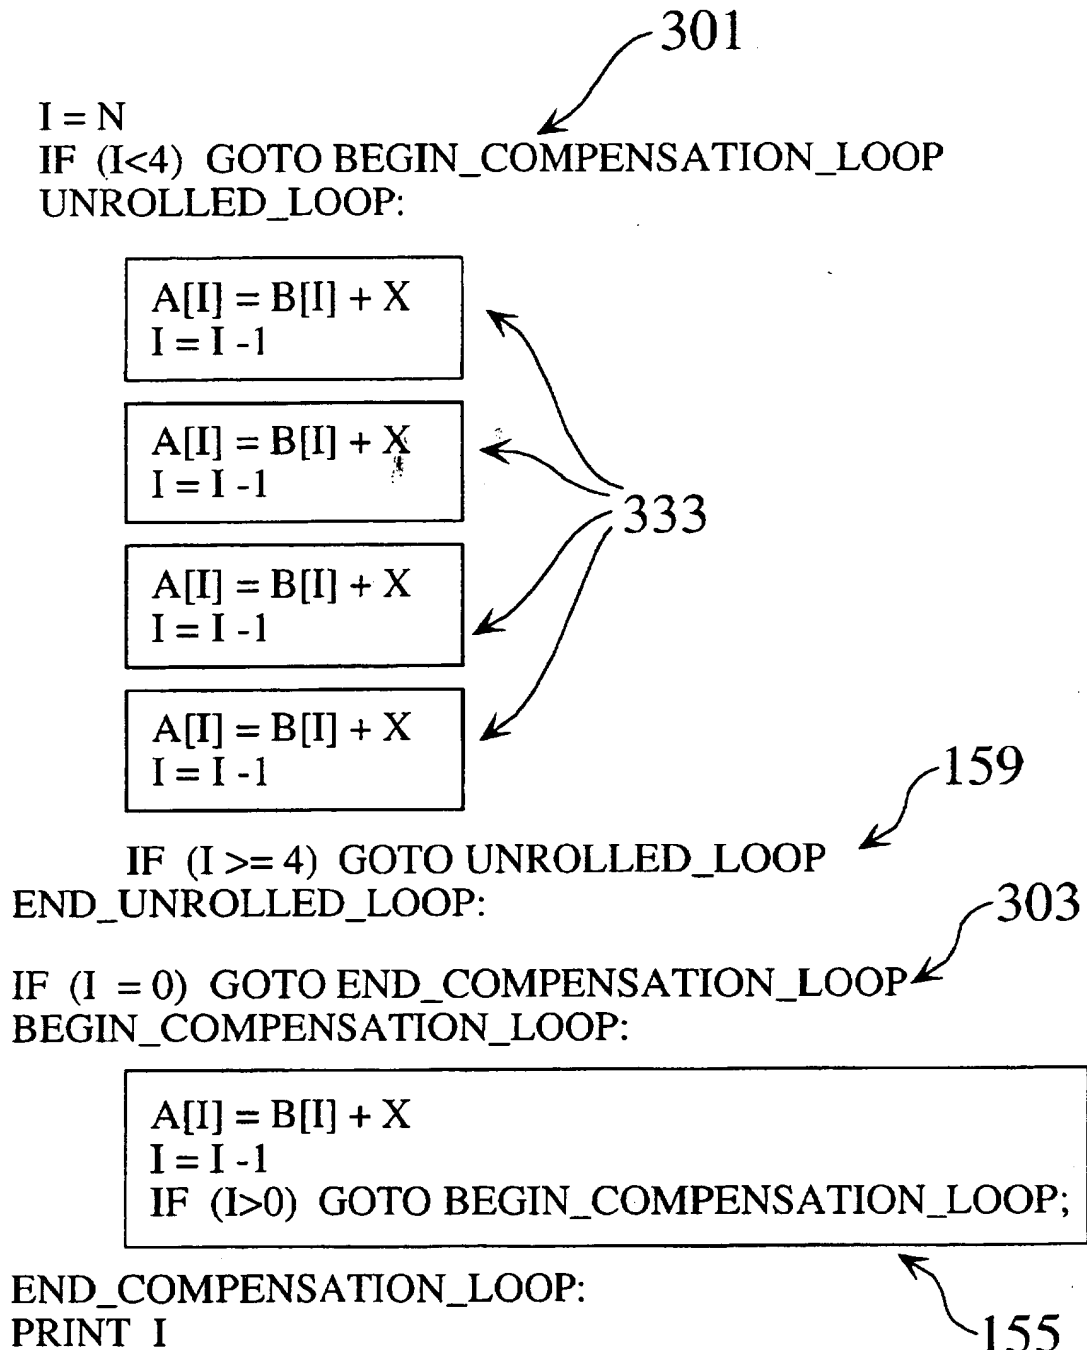 301
I = N
IF (I<4) GOTO BEGIN_COMPENSATION_LOOP
UNROLLED_LOOP:
A[I] = B[I] + X
I = I -1
A[I] = B[I] + X
I = I -1
333
A[I] = B[I] + X
I = I -1
A[I] = B[I] + X
I = I -1
159
IF (I >= 4) GOTO UNROLLED_LOOP
END_UNROLLED_LOOP:
303
IF (I = 0) GOTO END_COMPENSATION_LOOP
BEGIN_COMPENSATION_LOOP:
A[I] = B[I] + X
I = I -1
IF (I>0) GOTO BEGIN_COMPENSATION_LOOP;
END_COMPENSATION_LOOP:
PRINT I
155